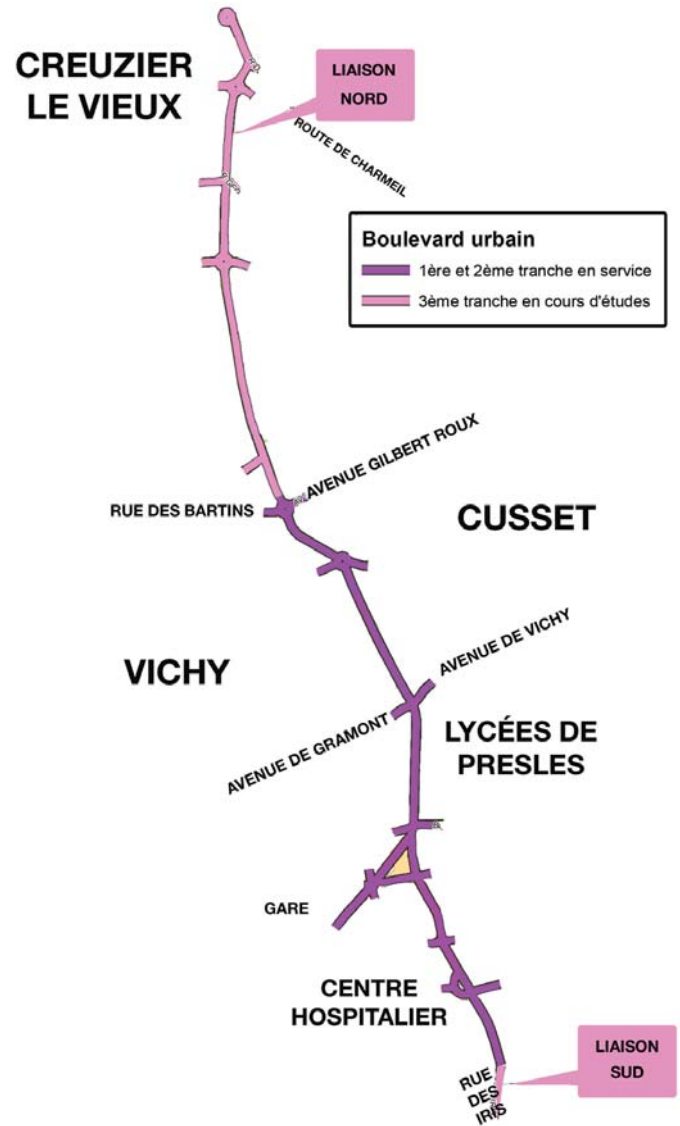 CREUZIER
LE VIEUX
LIAISON
NORD
ROUTE DE CHARMEIL
Boulevard urbain
1ère et 2ème tranche en service
3ème tranche en cours d'études
AVENUE GILBERT ROUX
RUE DES BARTINS
CUSSET
VICHY
AVENUE DE VICHY
AVENUE DE GRAMONT
LYCÉES DE
PRESLES
GARE
CENTRE
HOSPITALIER
RUE
DES
IRIS
LIAISON
SUD